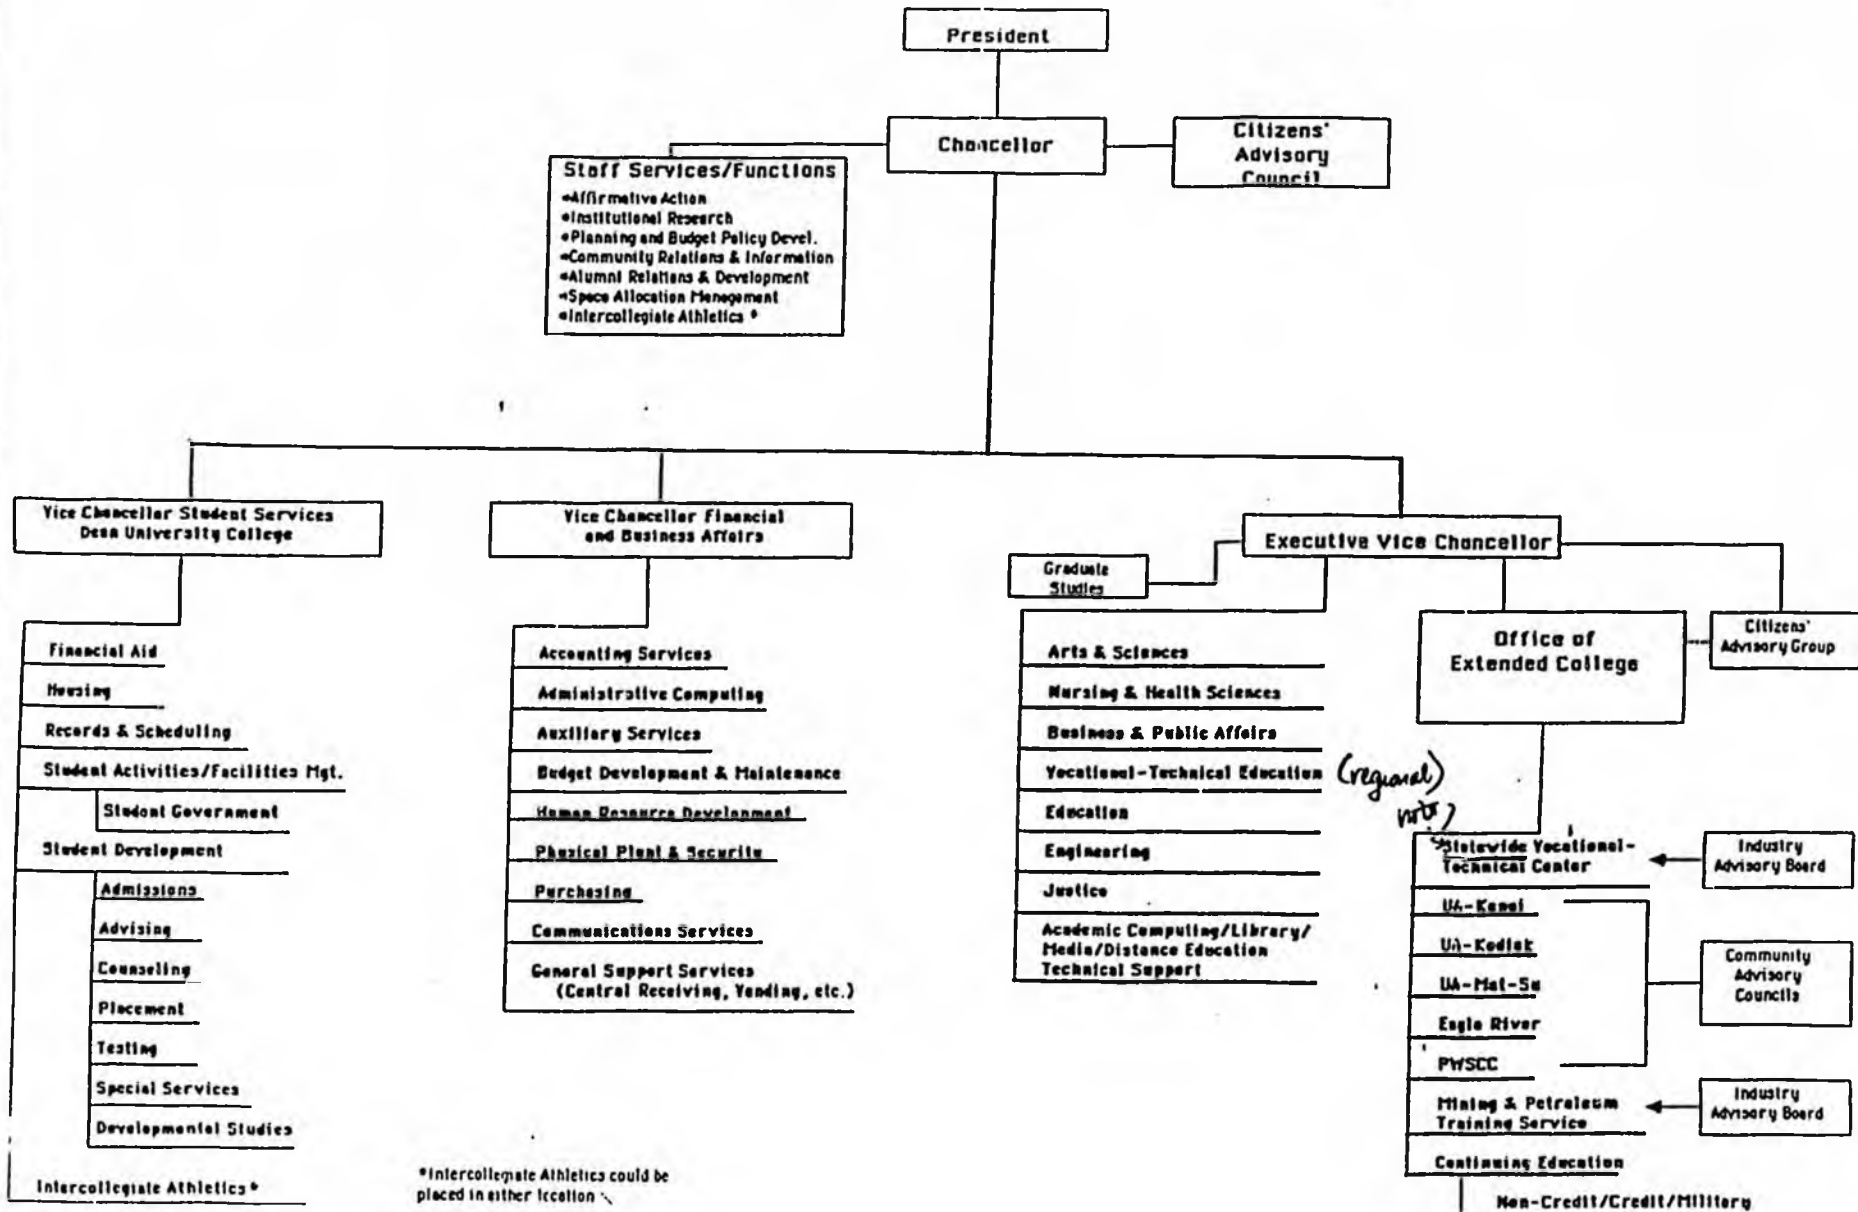 President
Chancellor
Citizens'
Advisory
Council
Staff Services/Functions
•Affirmative Action
•Institutional Research
•Planning and Budget Policy Devel.
•Community Relations & Information
•Alumni Relations & Development
•Space Allocation Management
•Intercollegiate Athletics *
Vice Chancellor Student Services
Dean University College
Financial Aid
Housing
Records & Scheduling
Student Activities/Facilities Mgt.
Student Government
Student Development
Admissions
Advising
Counseling
Placement
Testing
Special Services
Developmental Studies
Intercollegiate Athletics*
Vice Chancellor Financial
and Business Affairs
Accounting Services
Administrative Computing
Auxiliary Services
Budget Development & Maintenance
Human Resource Development
Physical Plant & Security
Purchasing
Communications Services
General Support Services
(Central Receiving, Vending, etc.)
*Intercollegiate Athletics could be
placed in either location
Executive Vice Chancellor
Graduate
Studies
Arts & Sciences
Nursing & Health Sciences
Business & Public Affairs
Vocational-Technical Education (regional)
Education
Engineering
Justice
Academic Computing/Library/
Media/Distance Education
Technical Support
Office of
Extended College
Citizens'
Advisory Group
Statewide Vocational-
Technical Center
Industry
Advisory Board
UA-Kenai
UA-Kodiak
UA-Mat-Su
Eagle River
PWSCC
Community
Advisory
Councils
Mining & Petroleum
Training Service
Industry
Advisory Board
Continuing Education
Non-Credit/Credit/Military